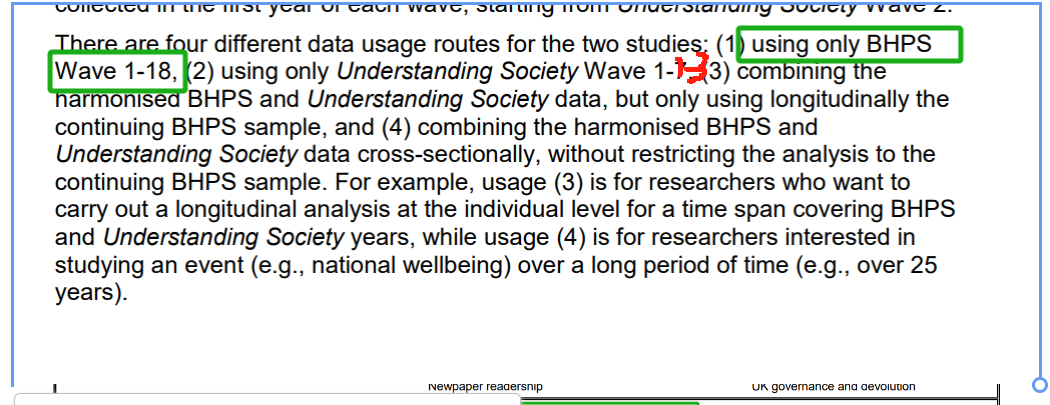 collected in the first year of each wave, starting from Understanding Society Wave 2.
There are four different data usage routes for the two studies: (1) using only BHPS
Wave 1-18, (2) using only Understanding Society Wave 1-7, (3) combining the
harmonised BHPS and Understanding Society data, but only using longitudinally the
continuing BHPS sample, and (4) combining the harmonised BHPS and
Understanding Society data cross-sectionally, without restricting the analysis to the
continuing BHPS sample. For example, usage (3) is for researchers who want to
carry out a longitudinal analysis at the individual level for a time span covering BHPS
and Understanding Society years, while usage (4) is for researchers interested in
studying an event (e.g., national wellbeing) over a long period of time (e.g., over 25
years).
Newspaper readership UK governance and devolution